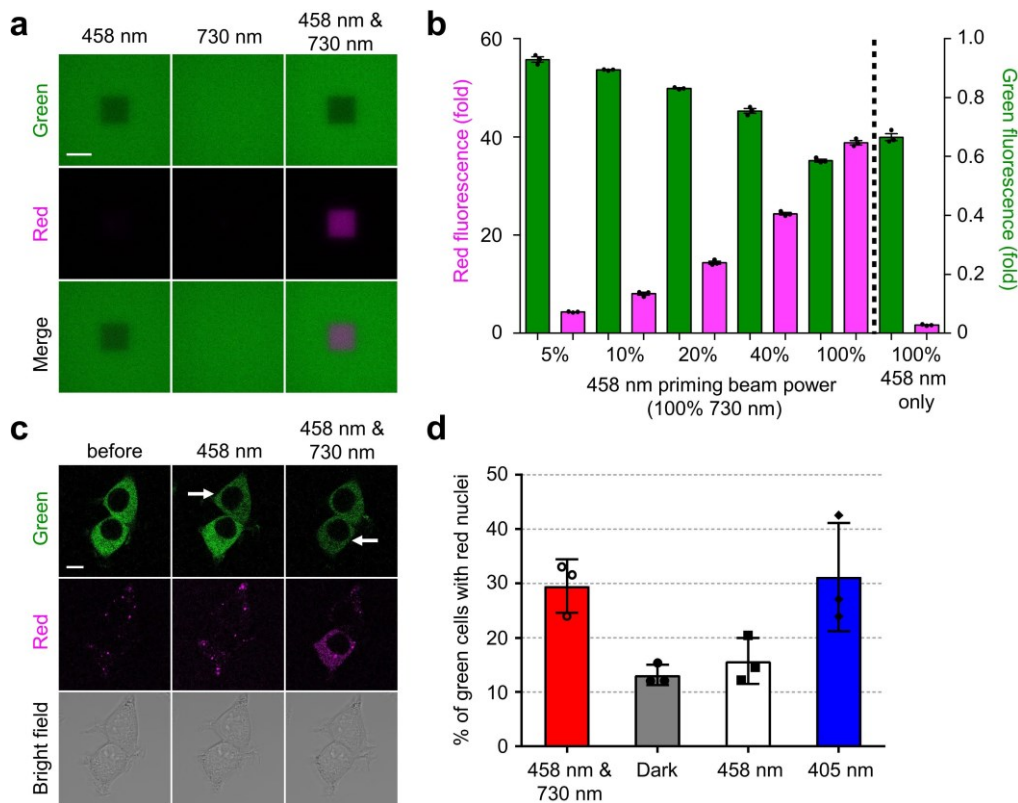 a
458 nm
730 nm
458 nm &
730 nm
Green
Red
Merge
b
Red fluorescence (fold)
60
40
20
0
1.0
0.8
0.6
0.4
0.2
0
Green fluorescence
(fold)
5%
10%
20%
40%
100%
100%
458 nm priming beam power
(100% 730 nm)
458 nm
only
c
before
458 nm
458 nm &
730 nm
Green
Red
Bright field
d
% of green cells with red nuclei
50
40
30
20
10
0
458 nm &
730 nm
Dark
458 nm
405 nm